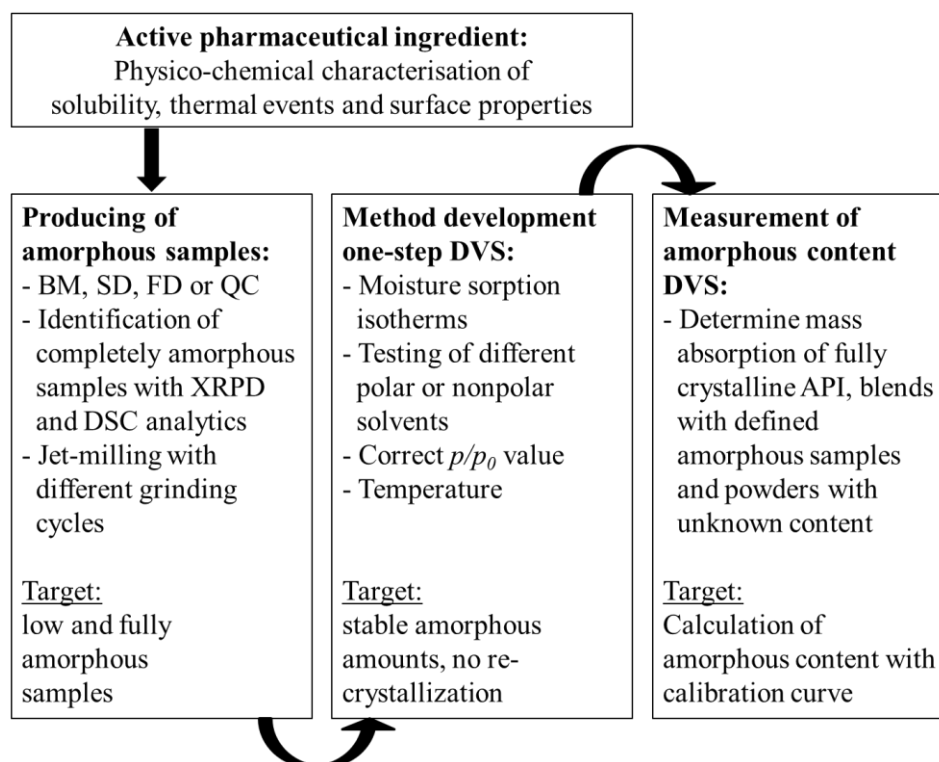 Active pharmaceutical ingredient:
Physico-chemical characterisation of
solubility, thermal events and surface properties
Producing of
amorphous samples:
- BM, SD, FD or QC
- Identification of
completely amorphous
samples with XRPD
and DSC analytics
- Jet-milling with
different grinding
cycles
Target:
low and fully
amorphous
samples
Method development
one-step DVS:
- Moisture sorption
isotherms
- Testing of different
polar or nonpolar
solvents
- Correct p/p0 value
- Temperature
Target:
stable amorphous
amounts, no re-
crystallization
Measurement of
amorphous content
DVS:
- Determine mass
absorption of fully
crystalline API, blends
with defined
amorphous samples
and powders with
unknown content
Target:
Calculation of
amorphous content with
calibration curve